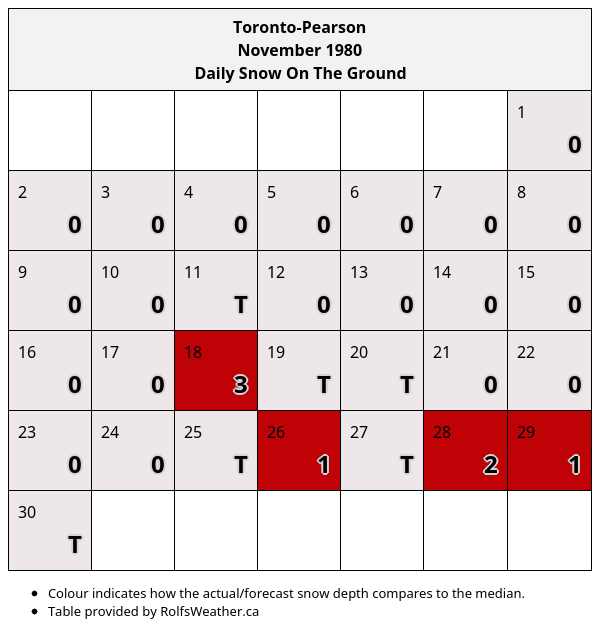 Toronto-Pearson
November 1980
Daily Snow On The Ground
1
0
2 3 4 5 6 7 8
0 0 0 0 0 0 0
9 10 11 12 13 14 15
0 0 T 0 0 0 0
16 17 18 19 20 21 22
0 0 3 T T 0 0
23 24 25 26 27 28 29
0 0 T 1 T 2 1
30
T
Colour indicates how the actual/forecast snow depth compares to the median.
Table provided by RolfsWeather.ca